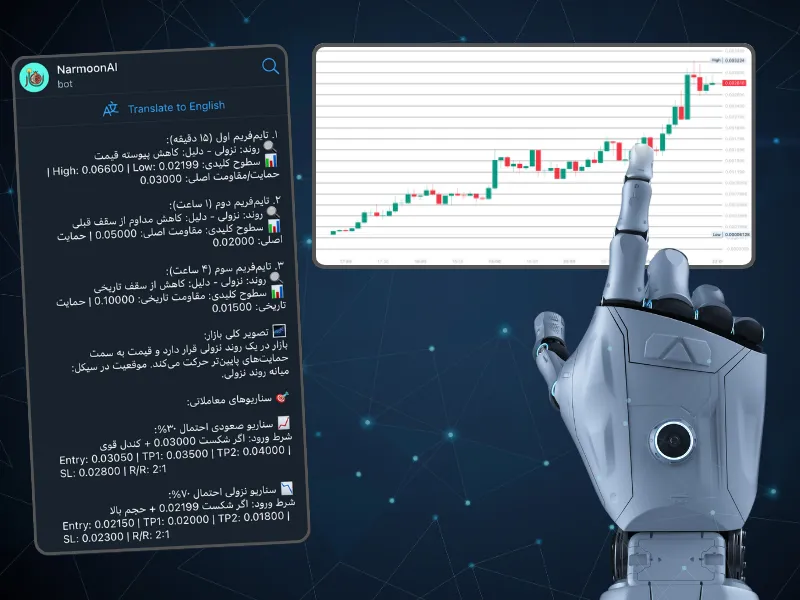 NarmoonAI
bot
Translate to English
۱. تایم‌فریم اول (۱۵ دقیقه):
روند: نزولی - دلیل: کاهش پیوسته قیمت
سطوح کلیدی: High: 0.06600 | Low: 0.02199 |
حمایت/مقاومت اصلی: 0.03000
۲. تایم‌فریم دوم (۱ ساعت):
روند: نزولی - دلیل: کاهش مداوم از سقف قبلی
سطوح کلیدی: مقاومت اصلی: 0.05000 | حمایت
اصلی: 0.02000
۳. تایم‌فریم سوم (۴ ساعت):
روند: نزولی - دلیل: کاهش از سقف تاریخی
سطوح کلیدی: مقاومت تاریخی: 0.10000 | حمایت
تاریخی: 0.01500
تصویر کلی بازار:
بازار در یک روند نزولی قرار دارد و قیمت به سمت
حمایت‌های پایین‌تر حرکت می‌کند. موقعیت در سیکل:
میانه روند نزولی.
سناریوهای معاملاتی:
سناریو صعودی احتمال ۳۰%:
شرط ورود: اگر شکست 0.03000 + کندل قوی
Entry: 0.03050 | TP1: 0.03500 | TP2: 0.04000 |
SL: 0.02800 | R/R: 2:1
سناریو نزولی احتمال ۷۰%:
شرط ورود: اگر شکست 0.02199 + حجم بالا
Entry: 0.02150 | TP1: 0.02000 | TP2: 0.01800 |
SL: 0.02300 | R/R: 2:1
High
Low